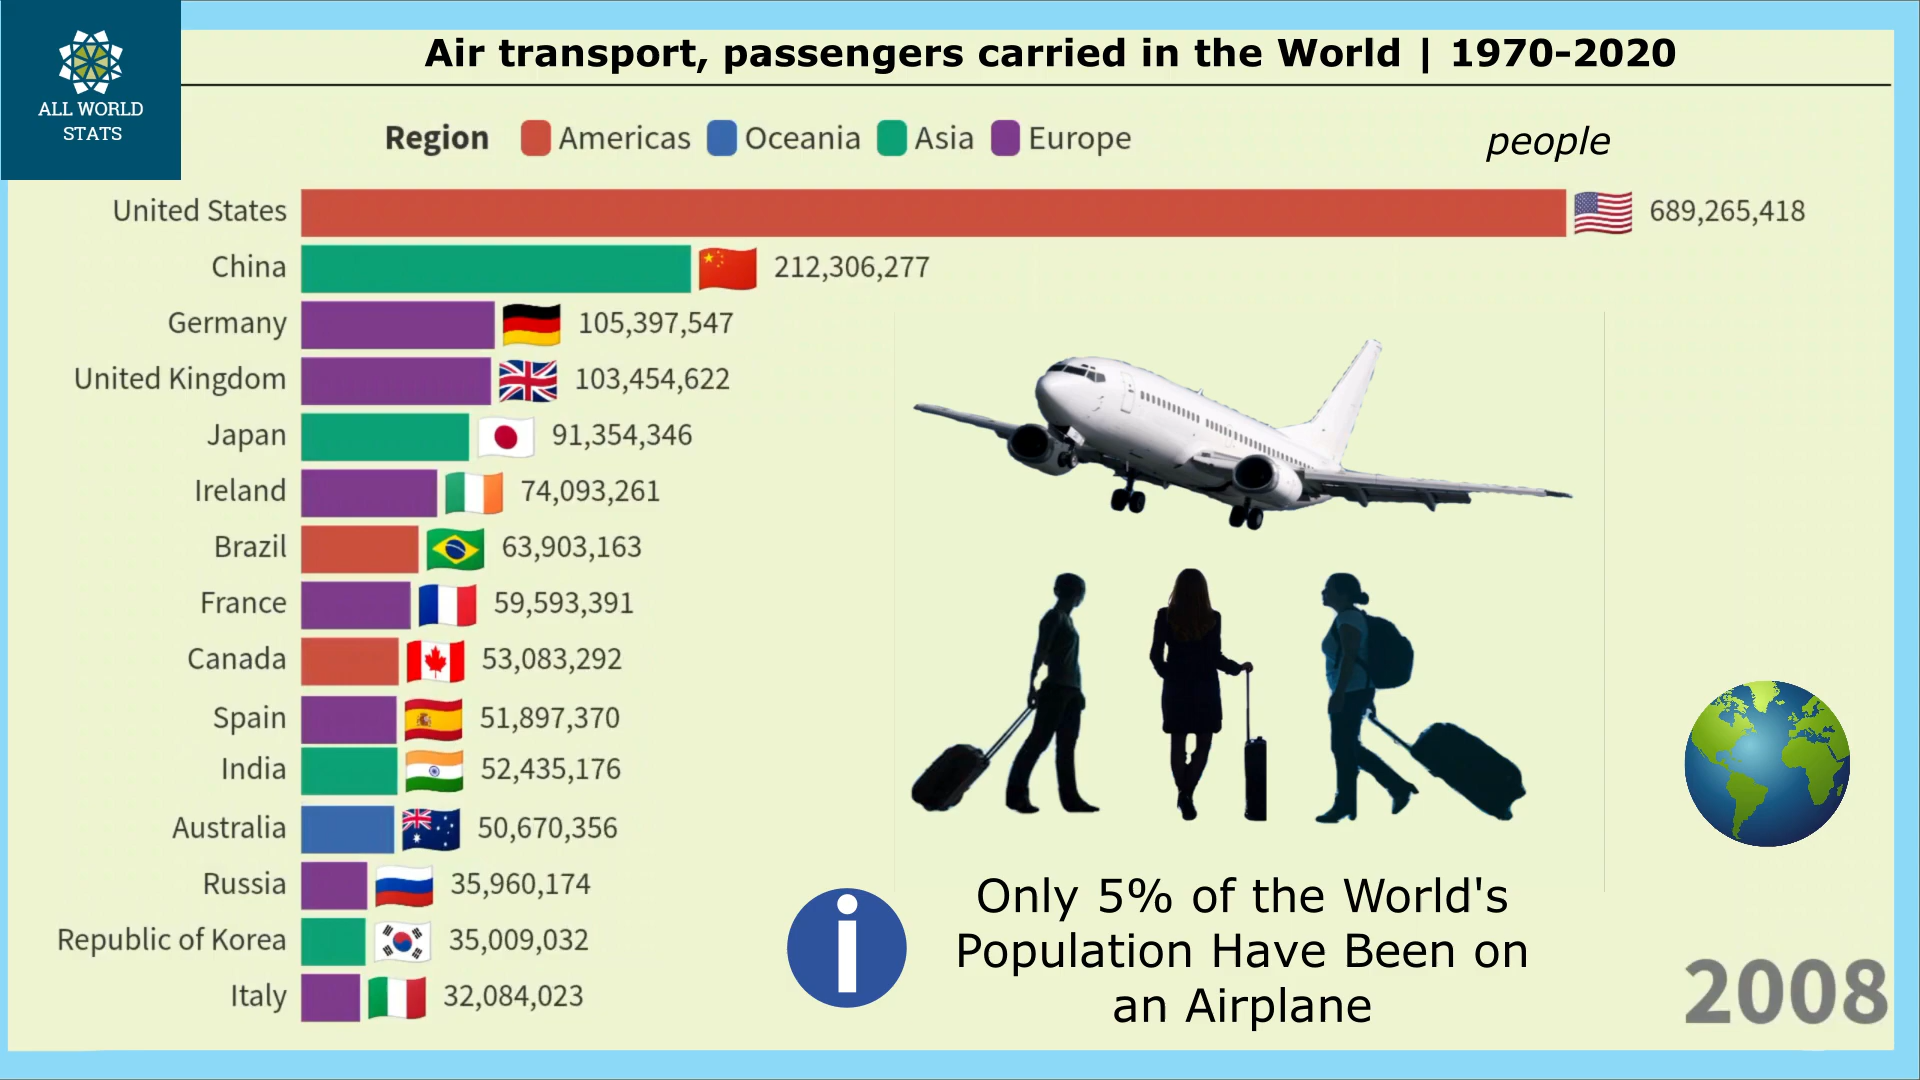 ALL WORLD
STATS
Air transport, passengers carried in the World | 1970-2020
Region Americas Oceania Asia Europe
people
United States 689,265,418
China 212,306,277
Germany 105,397,547
United Kingdom 103,454,622
Japan 91,354,346
Ireland 74,093,261
Brazil 63,903,163
France 59,593,391
Canada 53,083,292
Spain 51,897,370
India 52,435,176
Australia 50,670,356
Russia 35,960,174
Republic of Korea 35,009,032
Italy 32,084,023
i
Only 5% of the World's
Population Have Been on
an Airplane
2008